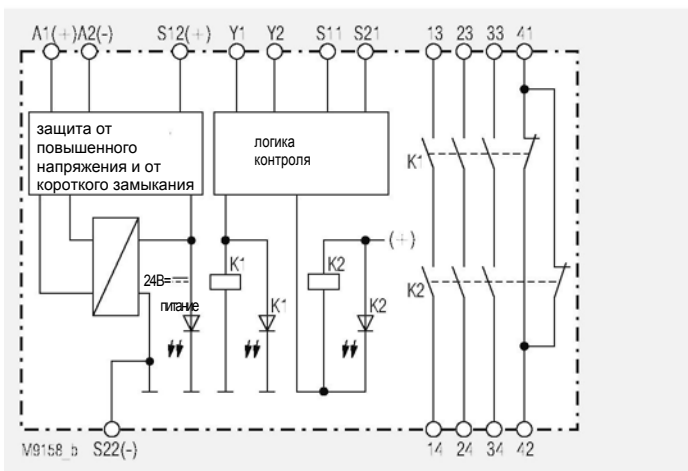 A1(+) A2(-) S12(+) Y1 Y2 S11 S21 13 23 33 41
защита от
повышенного
напряжения и от
короткого замыкания
логика
контроля
K1
(+)
K1
K2
24В=
K2
питание
K1
K2
M9158_b S22(-) 14 24 34 42